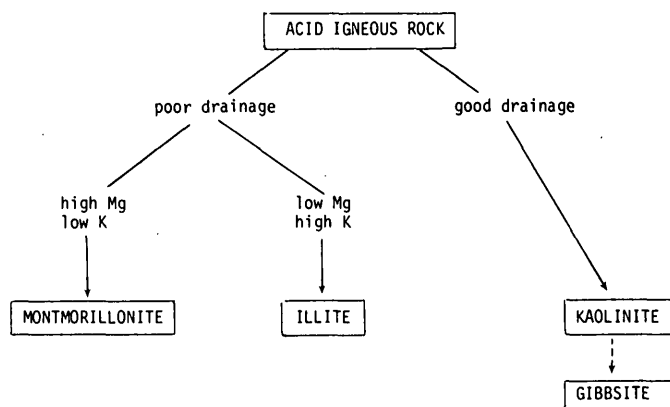 ACID IGNEOUS ROCK
poor drainage
good drainage
high Mg
low K
low Mg
high K
MONTMORILLONITE
ILLITE
KAOLINITE
GIBBSITE